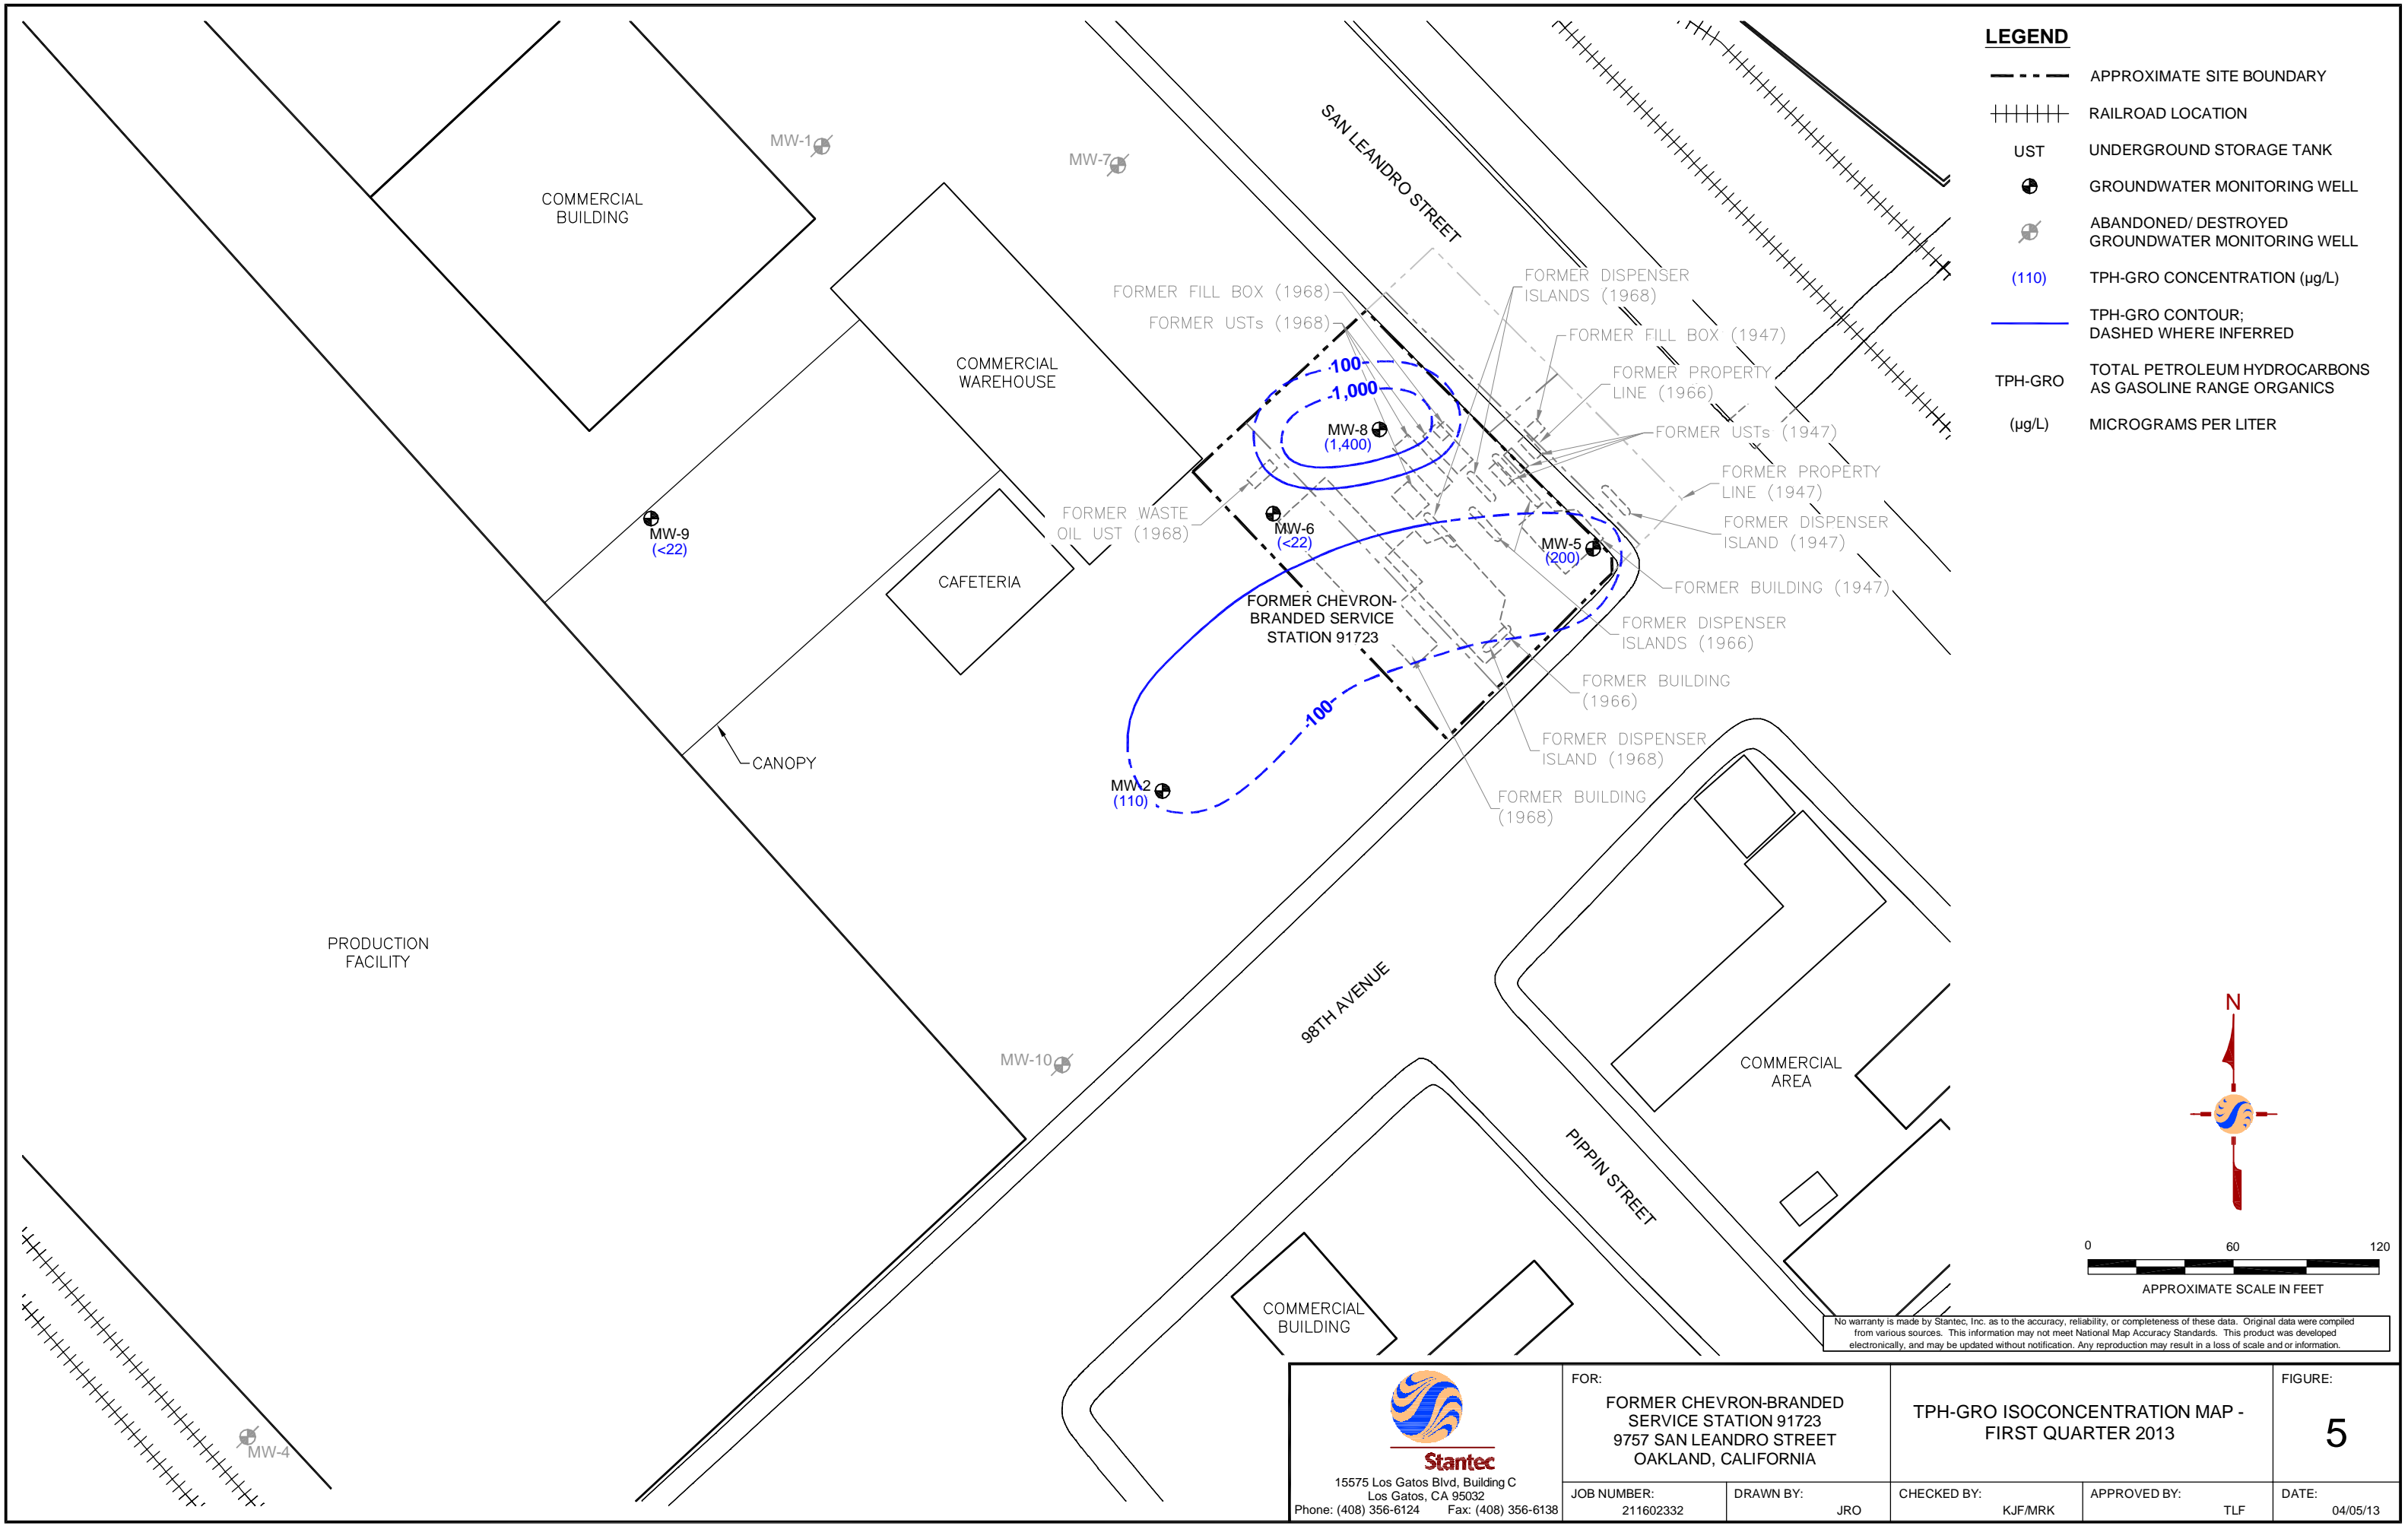 LEGEND
APPROXIMATE SITE BOUNDARY
RAILROAD LOCATION
UST
UNDERGROUND STORAGE TANK
GROUNDWATER MONITORING WELL
ABANDONED/ DESTROYED
GROUNDWATER MONITORING WELL
(110)
TPH-GRO CONCENTRATION (µg/L)
TPH-GRO CONTOUR;
DASHED WHERE INFERRED
TPH-GRO
TOTAL PETROLEUM HYDROCARBONS
AS GASOLINE RANGE ORGANICS
(µg/L)
MICROGRAMS PER LITER
MW-1
MW-7
SAN LEANDRO STREET
COMMERCIAL
BUILDING
COMMERCIAL
WAREHOUSE
FORMER FILL BOX (1968)
FORMER USTs (1968)
FORMER DISPENSER
ISLANDS (1968)
FORMER FILL BOX (1947)
FORMER PROPERTY
LINE (1966)
FORMER USTs (1947)
FORMER PROPERTY
LINE (1947)
FORMER DISPENSER
ISLAND (1947)
FORMER BUILDING (1947)
FORMER DISPENSER
ISLANDS (1966)
FORMER BUILDING
(1966)
FORMER DISPENSER
ISLAND (1968)
FORMER BUILDING
(1968)
100
1,000
MW-8
(1,400)
FORMER WASTE
OIL UST (1968)
MW-6
(<22)
MW-5
(200)
MW-9
(<22)
CAFETERIA
FORMER CHEVRON-
BRANDED SERVICE
STATION 91723
100
CANOPY
MW-2
(110)
PRODUCTION
FACILITY
MW-10
98TH AVENUE
PIPPIN STREET
COMMERCIAL
AREA
COMMERCIAL
BUILDING
MW-4
N
0 60 120
APPROXIMATE SCALE IN FEET
No warranty is made by Stantec, Inc. as to the accuracy, reliability, or completeness of these data. Original data were compiled
from various sources. This information may not meet National Map Accuracy Standards. This product was developed
electronically, and may be updated without notification. Any reproduction may result in a loss of scale and or information.
Stantec
15575 Los Gatos Blvd, Building C
Los Gatos, CA 95032
Phone: (408) 356-6124 Fax: (408) 356-6138
FOR:
FORMER CHEVRON-BRANDED
SERVICE STATION 91723
9757 SAN LEANDRO STREET
OAKLAND, CALIFORNIA
TPH-GRO ISOCONCENTRATION MAP -
FIRST QUARTER 2013
FIGURE:
5
JOB NUMBER:
211602332
DRAWN BY:
JRO
CHECKED BY:
KJF/MRK
APPROVED BY:
TLF
DATE:
04/05/13